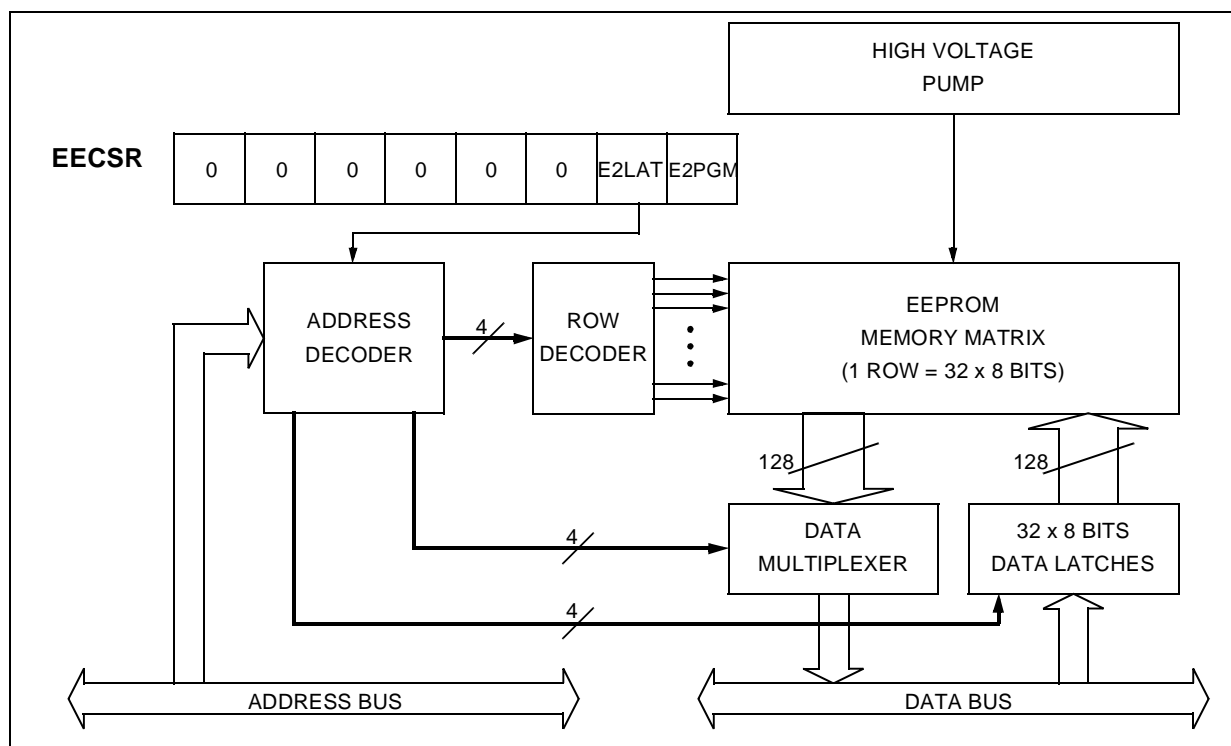 HIGH VOLTAGE
PUMP
EECSR
0 0 0 0 0 0 E2LAT E2PGM
ADDRESS
DECODER
4
ROW
DECODER
EEPROM
MEMORY MATRIX
(1 ROW = 32 x 8 BITS)
128
128
4
DATA
MULTIPLEXER
32 x 8 BITS
DATA LATCHES
4
ADDRESS BUS
DATA BUS